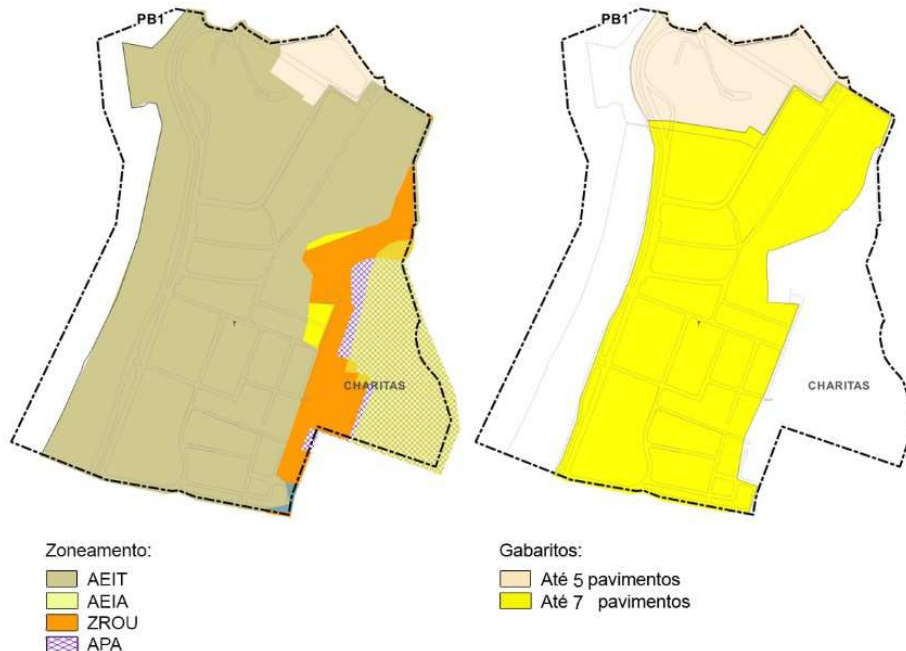 PB1
CHARITAS
Zoneamento:
AEIT
AEIA
ZROU
APA
PB1
CHARITAS
Gabaritos:
Até 5 pavimentos
Até 7 pavimentos